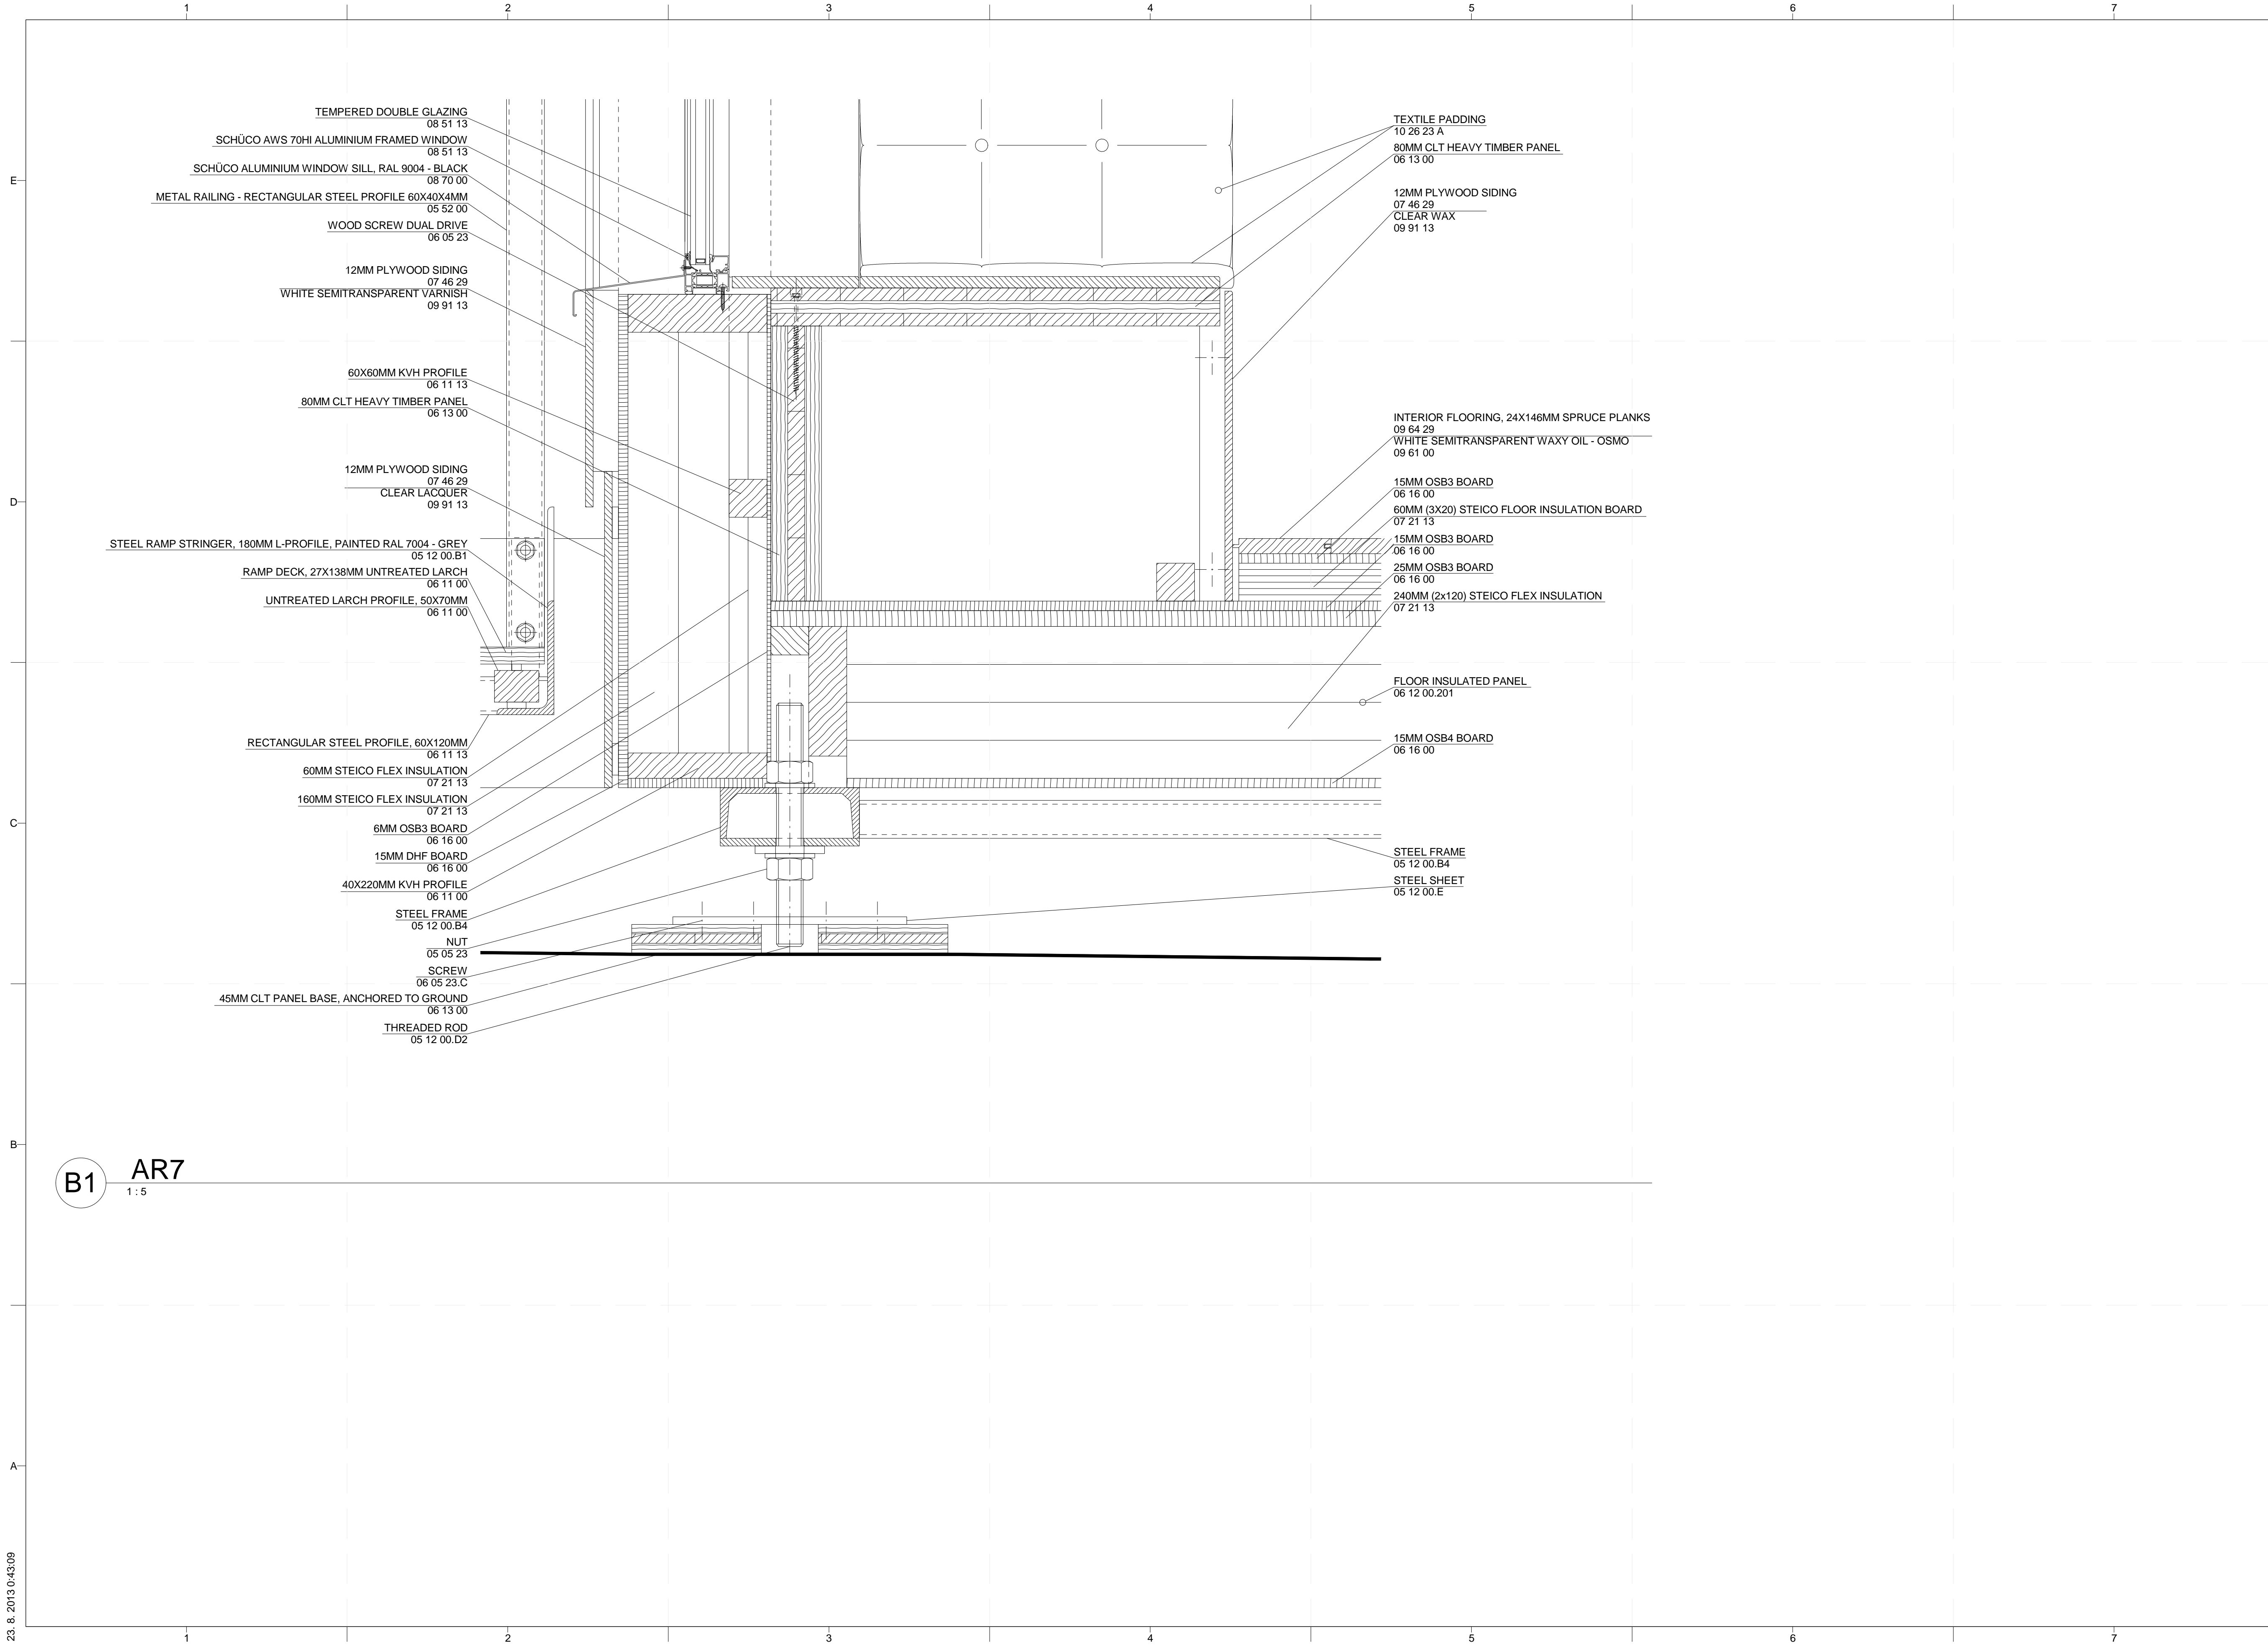 1
2
3
4
5
6
7
TEMPERED DOUBLE GLAZING
08 51 13
SCHÜCO AWS 70HI ALUMINIUM FRAMED WINDOW
08 51 13
SCHÜCO ALUMINIUM WINDOW SILL, RAL 9004 - BLACK
08 70 00
METAL RAILING - RECTANGULAR STEEL PROFILE 60X40X4MM
05 52 00
WOOD SCREW DUAL DRIVE
06 05 23
12MM PLYWOOD SIDING
07 46 29
WHITE SEMITRANSPARENT VARNISH
09 91 13
60X60MM KVH PROFILE
06 11 13
80MM CLT HEAVY TIMBER PANEL
06 13 00
12MM PLYWOOD SIDING
07 46 29
CLEAR LACQUER
09 91 13
STEEL RAMP STRINGER, 180MM L-PROFILE, PAINTED RAL 7004 - GREY
05 12 00.B1
RAMP DECK, 27X138MM UNTREATED LARCH
06 11 00
UNTREATED LARCH PROFILE, 50X70MM
06 11 00
RECTANGULAR STEEL PROFILE, 60X120MM
06 11 13
60MM STEICO FLEX INSULATION
07 21 13
160MM STEICO FLEX INSULATION
07 21 13
6MM OSB3 BOARD
06 16 00
15MM DHF BOARD
06 16 00
40X220MM KVH PROFILE
06 11 00
STEEL FRAME
05 12 00.B4
NUT
05 05 23
SCREW
06 05 23.C
45MM CLT PANEL BASE, ANCHORED TO GROUND
06 13 00
THREADED ROD
05 12 00.D2
TEXTILE PADDING
10 26 23 A
80MM CLT HEAVY TIMBER PANEL
06 13 00
12MM PLYWOOD SIDING
07 46 29
CLEAR WAX
09 91 13
INTERIOR FLOORING, 24X146MM SPRUCE PLANKS
09 64 29
WHITE SEMITRANSPARENT WAXY OIL - OSMO
09 61 00
15MM OSB3 BOARD
06 16 00
60MM (3X20) STEICO FLOOR INSULATION BOARD
07 21 13
15MM OSB3 BOARD
06 16 00
25MM OSB3 BOARD
06 16 00
240MM (2x120) STEICO FLEX INSULATION
07 21 13
FLOOR INSULATED PANEL
06 12 00.201
15MM OSB4 BOARD
06 16 00
STEEL FRAME
05 12 00.B4
STEEL SHEET
05 12 00.E
E
D
C
B
A
B1
AR7
1 : 5
23. 8. 2013 0:43:09
1
2
3
4
5
6
7